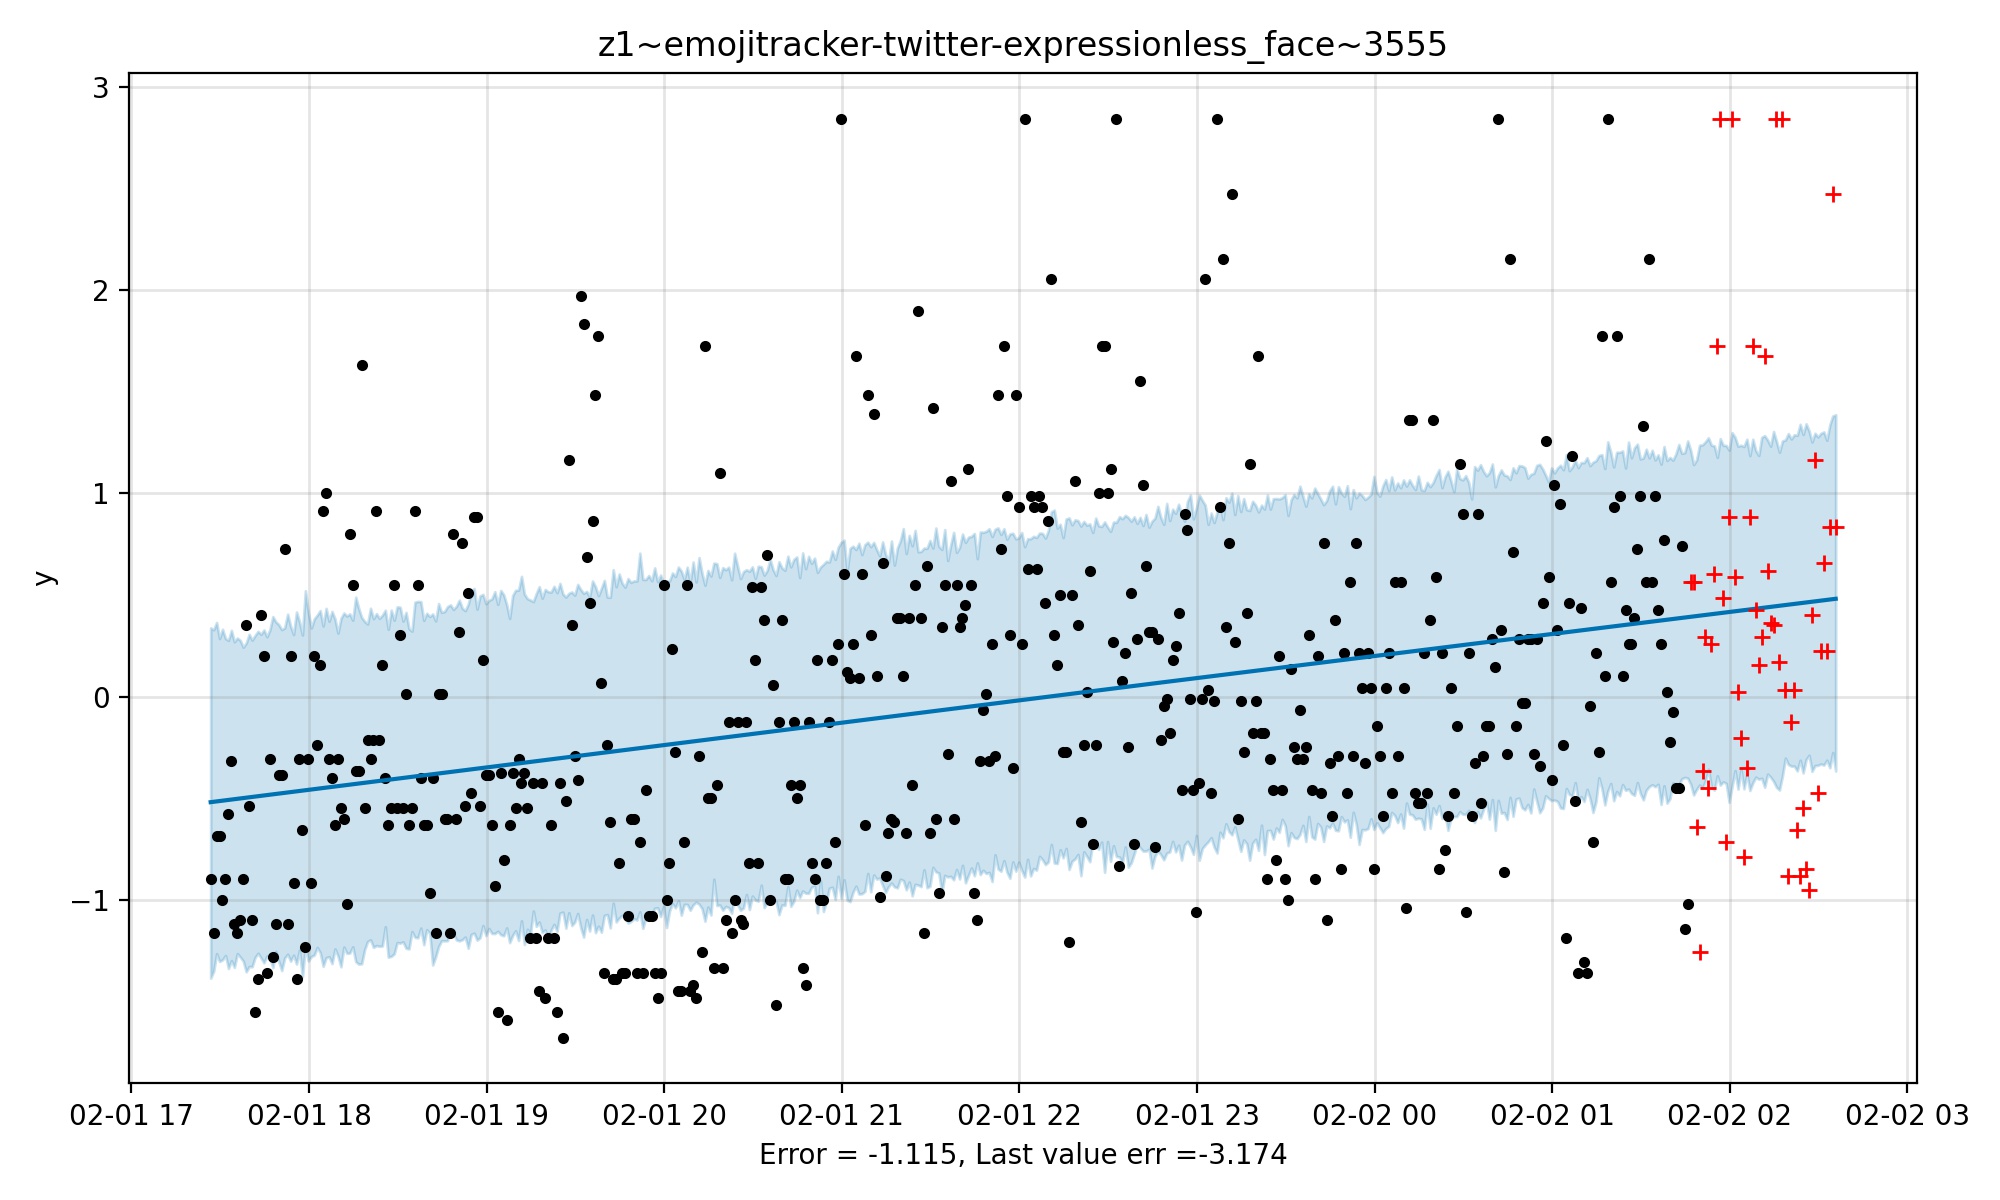 z1~emojitracker-twitter-expressionless_face~3555
3
2
1
0
−1
y
02-01 17 02-01 18 02-01 19 02-01 20 02-01 21 02-01 22 02-01 23 02-02 00 02-02 01 02-02 02 02-02 03
Error = -1.115, Last value err =-3.174